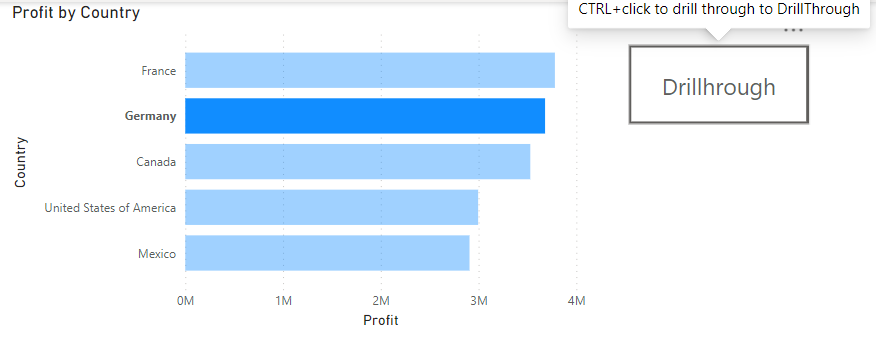 CTRL+click to drill through to DrillThrough
Profit by Country
Drillhrough
Country
France
Germany
Canada
United States of America
Mexico
0M 1M 2M 3M 4M
Profit